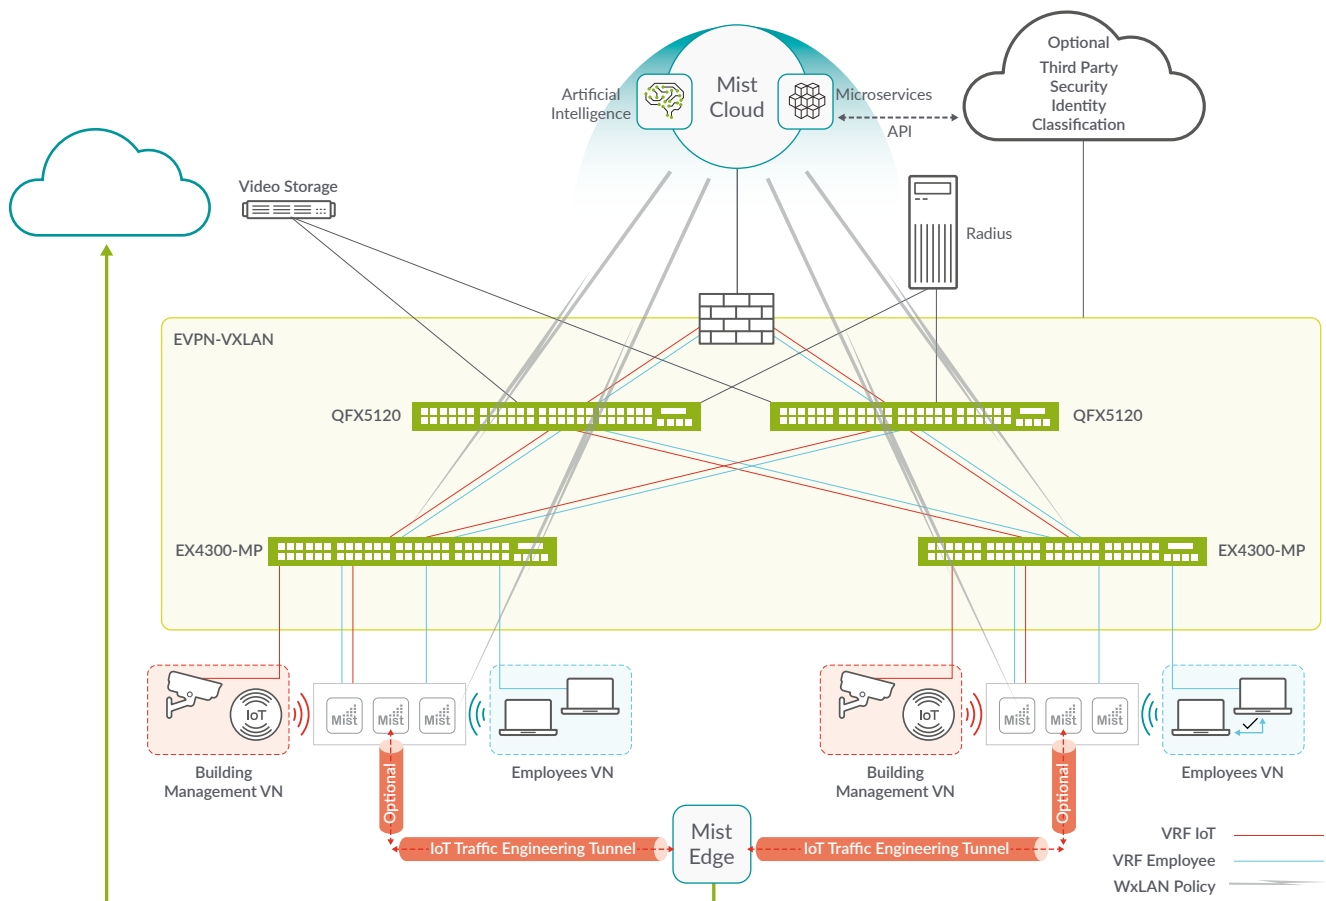 Optional
Third Party
Security
Identity
Classification
Mist
Cloud
Artificial
Intelligence
Microservices
API
Video Storage
Radius
EVPN-VXLAN
QFX5120
QFX5120
EX4300-MP
EX4300-MP
IoT
Mist
Mist
Mist
IoT
Mist
Mist
Mist
Building
Management VN
Optional
Employees VN
Building
Management VN
Optional
Employees VN
IoT Traffic Engineering Tunnel
Mist
Edge
IoT Traffic Engineering Tunnel
VRF IoT
VRF Employee
WxLAN Policy